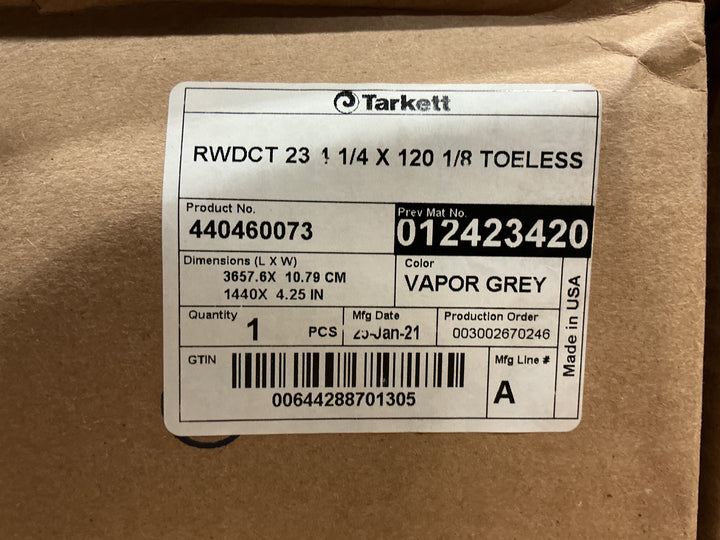 Tarkett
RWDCT 23 4 1/4 X 120 1/8 TOELESS
Product No.
440460073
Prev Mat No.
012423420
Dimensions (L X W)
3657.6X 10.79 CM
1440X 4.25 IN
Color
VAPOR GREY
Made in USA
Quantity
1 PCS
Mfg Date
25-Jan-21
Production Order
003002670246
GTIN
00644288701305
Mfg Line #
A